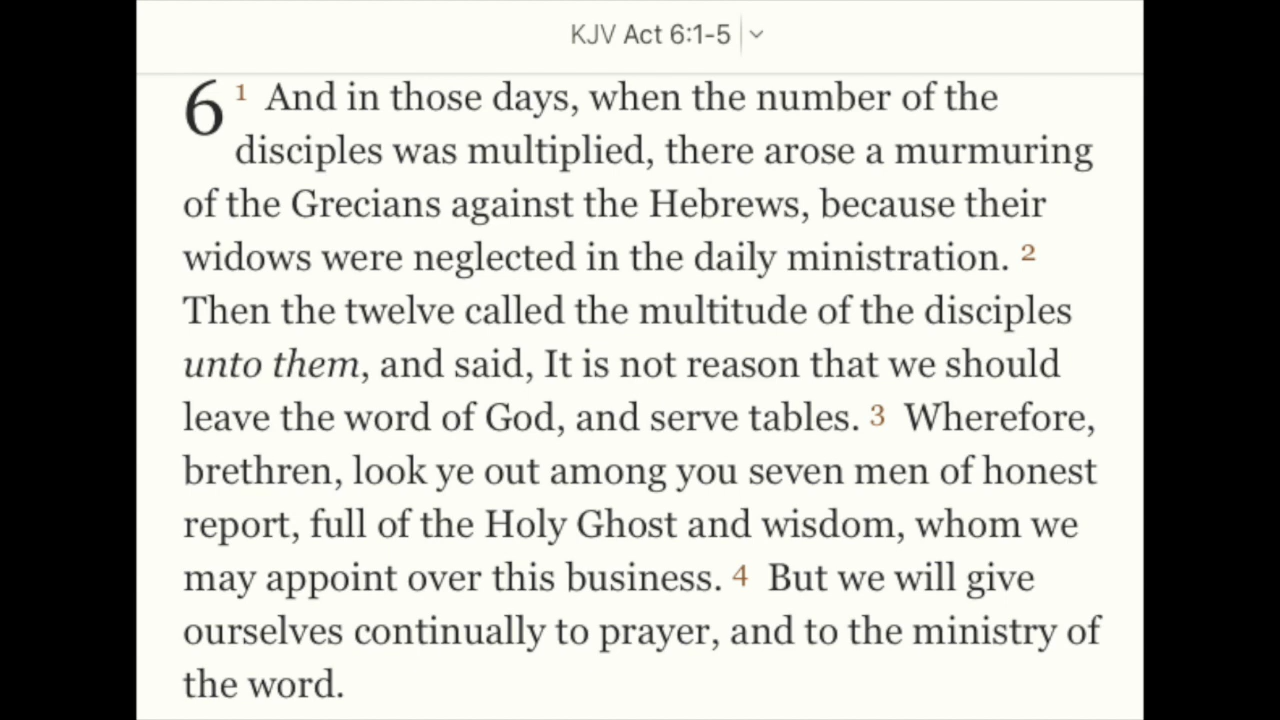 KJV Act 6:1-5
6 1 And in those days, when the number of the
disciples was multiplied, there arose a murmuring
of the Grecians against the Hebrews, because their
widows were neglected in the daily ministration. 2
Then the twelve called the multitude of the disciples
unto them, and said, It is not reason that we should
leave the word of God, and serve tables. 3 Wherefore,
brethren, look ye out among you seven men of honest
report, full of the Holy Ghost and wisdom, whom we
may appoint over this business. 4 But we will give
ourselves continually to prayer, and to the ministry of
the word.